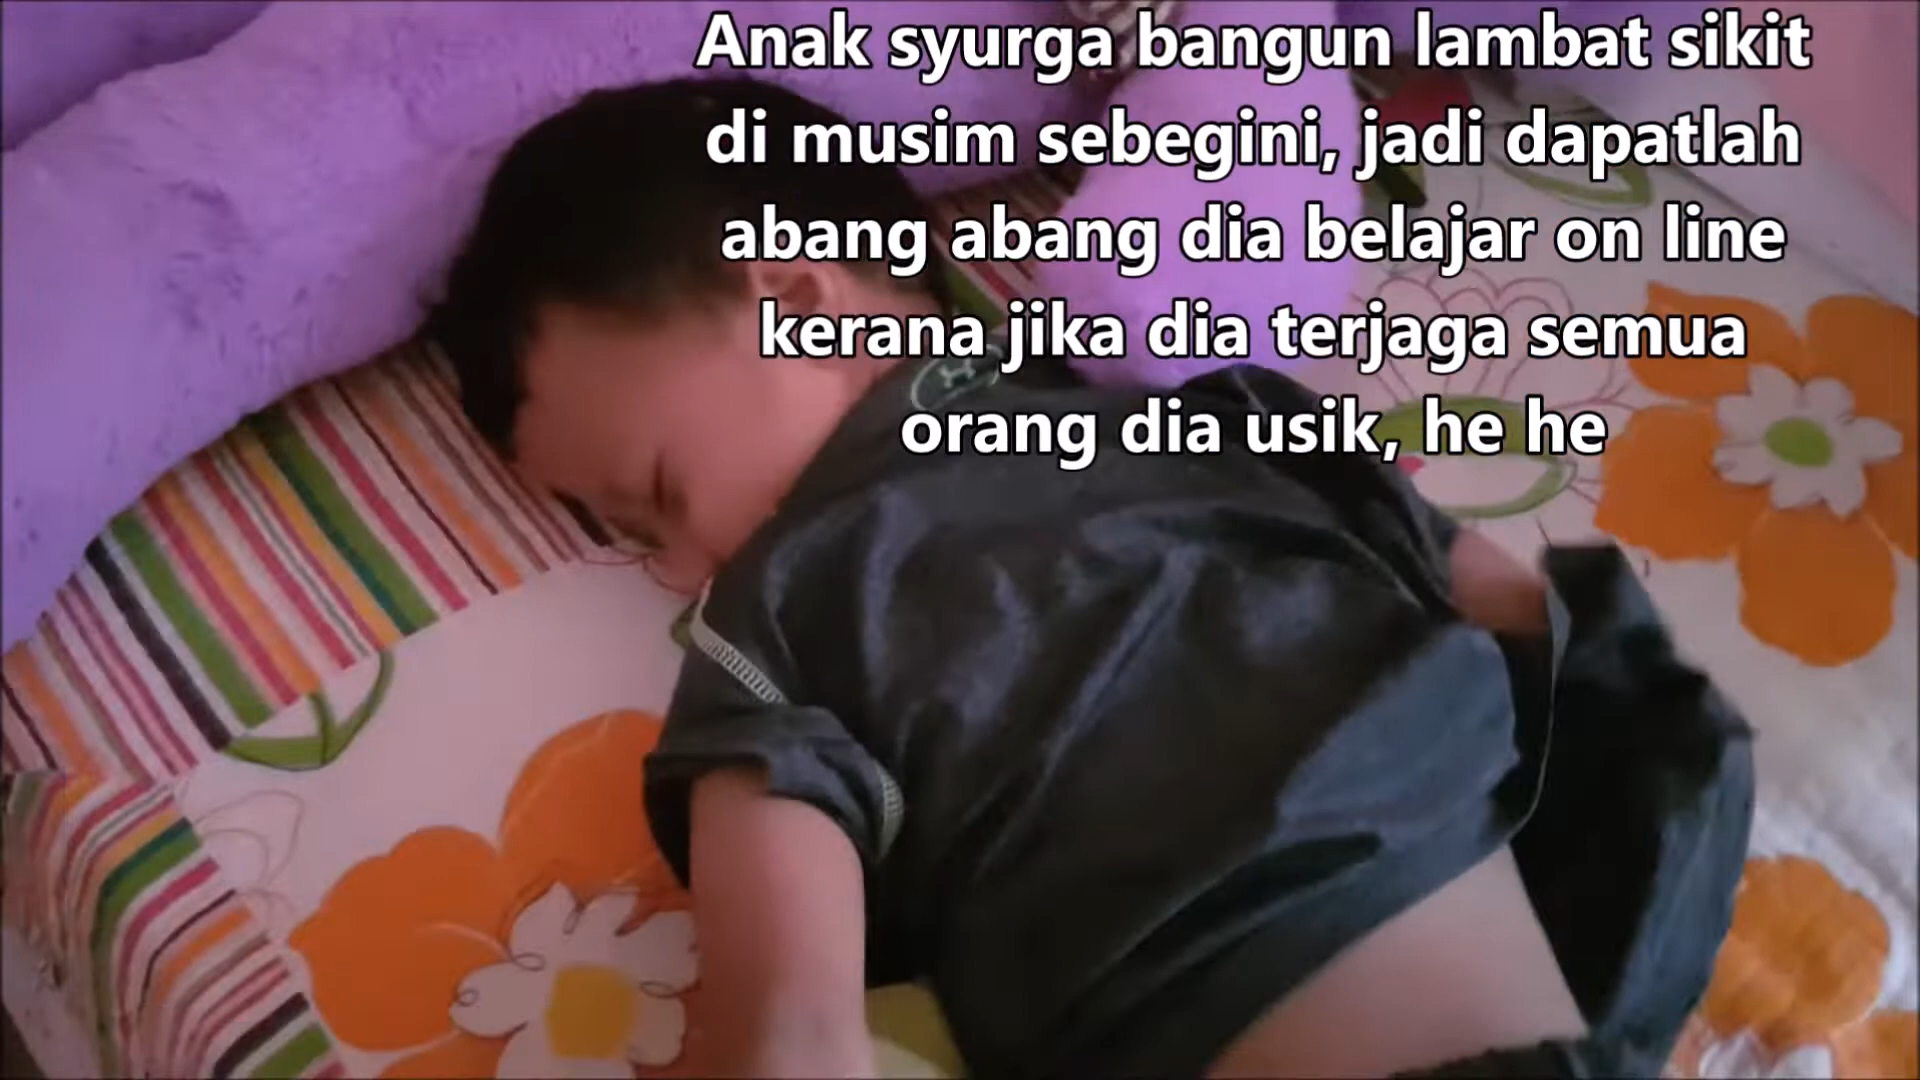 Anak syurga bangun lambat sikit
di musim sebegini, jadi dapatlah
abang abang dia belajar on line
kerana jika dia terjaga semua
orang dia usik, he he